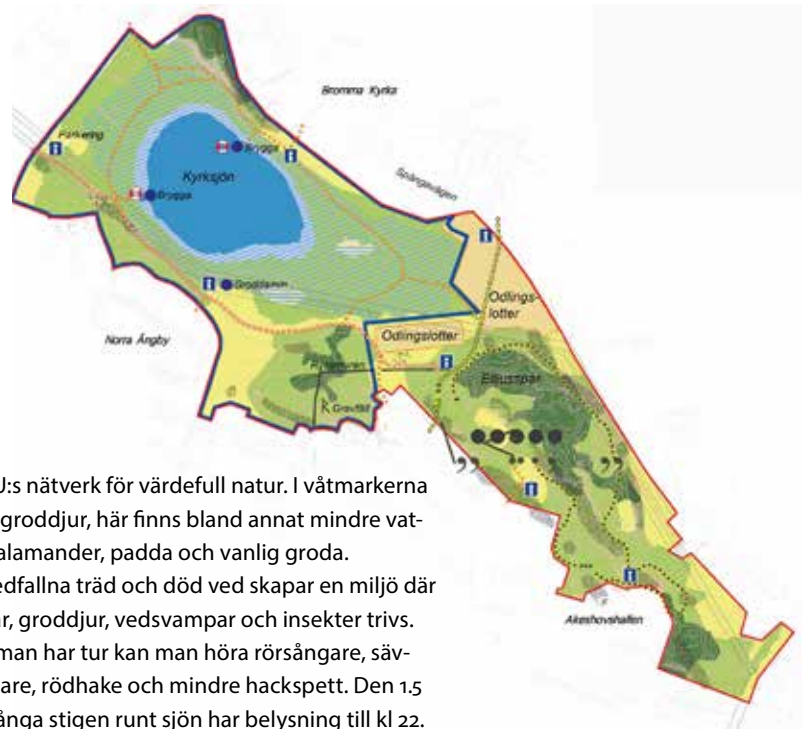 Bromma Kyrka
Parkering
Brygga
Kyrksjön
Spångavägen
Brygga
Groddamm
Odlings-
lotter
Norra Ängby
Odlingslotter
Elljusspår
R Gravfält
Åkeshovshallen
U:s nätverk för värdefull natur. I våtmarkerna
groddjur, här finns bland annat mindre vat-
alamander, padda och vanlig groda.
edfallna träd och död ved skapar en miljö där
ar, groddjur, vedsvampar och insekter trivs.
man har tur kan man höra rörsångare, säv-
are, rödhake och mindre hackspett. Den 1.5
ånga stigen runt sjön har belysning till kl 22.